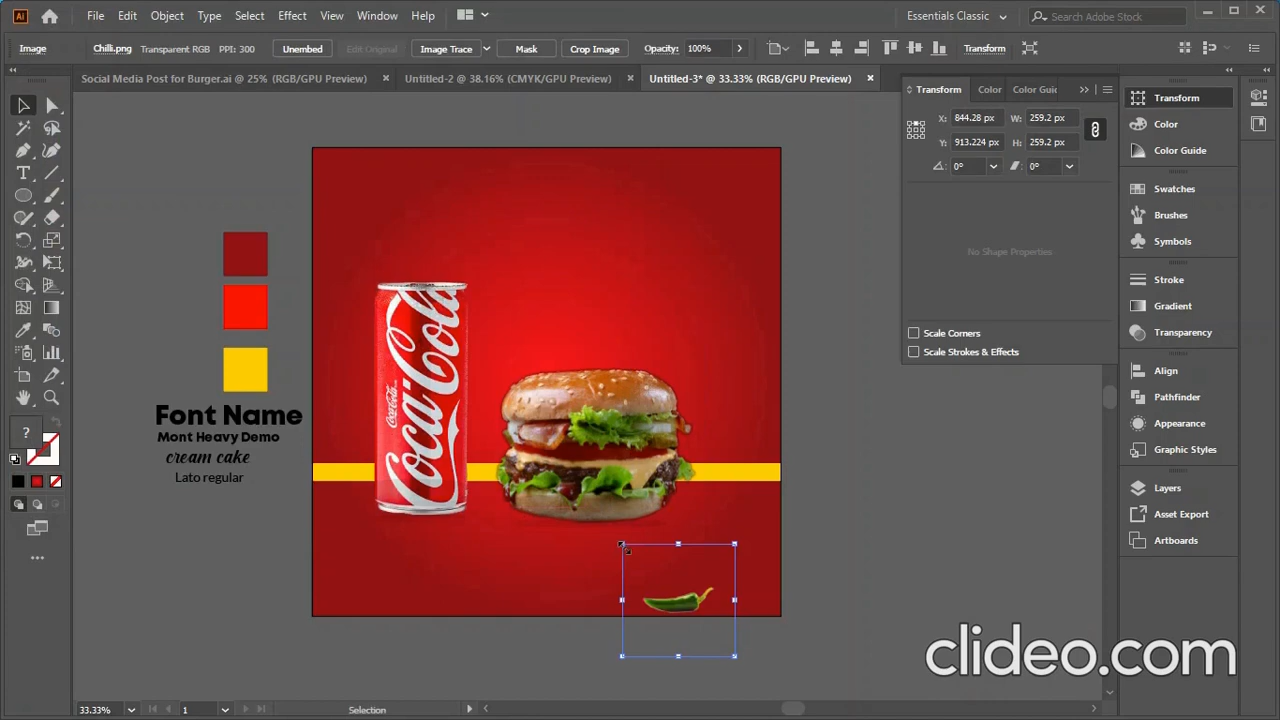 Ai File Edit Object Type Select Effect View Window Help Essentials Classic Search Adobe Stock
Image Chilli.png Transparent RGB PPI: 300 Unembed Edit Original Image Trace Mask Crop Image Opacity: 100% Transform
Social Media Post for Burger.ai @ 25% (RGB/GPU Preview) × Untitled-2 @ 38.16% (CMYK/GPU Preview) × Untitled-3* @ 33.33% (RGB/GPU Preview) ×
Transform Color Color Guic
X: 844.28 px W: 259.2 px
Y: 913.224 px H: 259.2 px
0° 0°
No Shape Properties
Scale Corners
Scale Strokes & Effects
Transform
Color
Color Guide
Swatches
Brushes
Symbols
Stroke
Gradient
Transparency
Align
Pathfinder
Appearance
Graphic Styles
Layers
Asset Export
Artboards
Coca-Cola
Coca-Cola
Font Name
Mont Heavy Demo
cream cake
Lato regular
?
clideo.com
33.33% 1 Selection